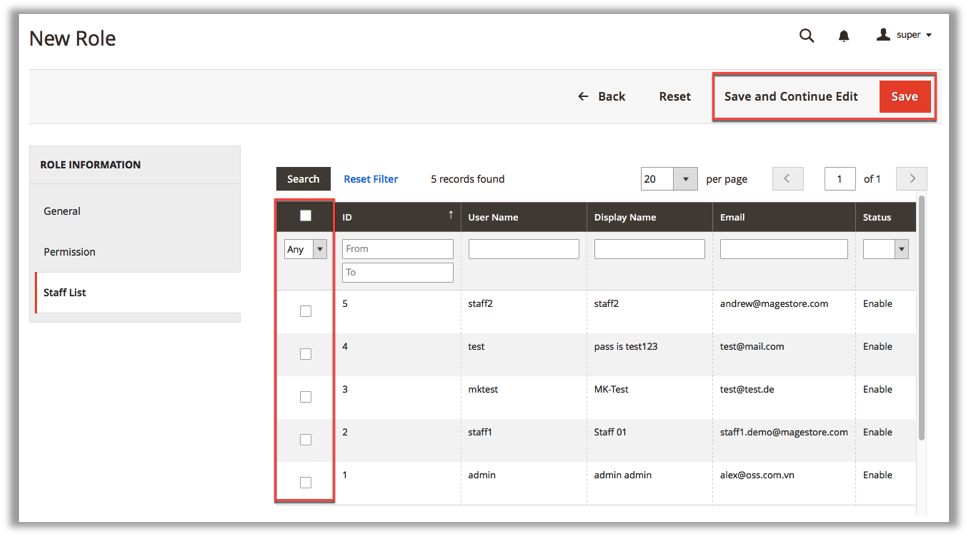 New Role
super
Back Reset Save and Continue Edit Save
ROLE INFORMATION
General
Permission
Staff List
Search Reset Filter 5 records found 20 per page 1 of 1
ID User Name Display Name Email Status
Any From
To
5 staff2 staff2 andrew@magestore.com Enable
4 test pass is test123 test@mail.com Enable
3 mktest MK-Test test@test.de Enable
2 staff1 Staff 01 staff1.demo@magestore.com Enable
1 admin admin admin alex@oss.com.vn Enable